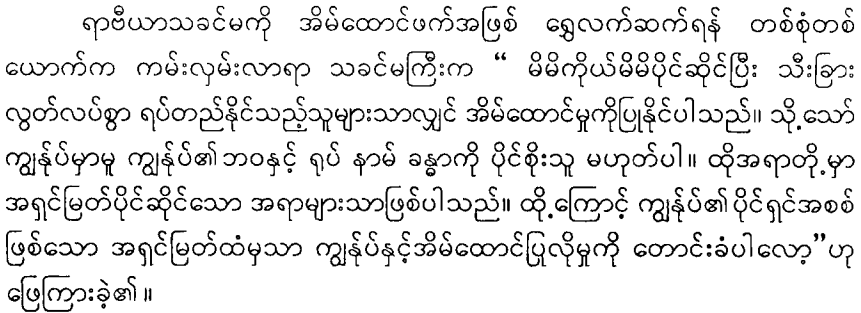 ရာဗီယာသခင်မကို အိမ်ထောင်ဖက်အဖြစ် ရွှေလက်ဆက်ရန် တစ်စုံတစ်
ယောက်က ကမ်းလှမ်းလာရာ သခင်မကြီးက “ မိမိကိုယ်မိမိပိုင်ဆိုင်ပြီး သီးခြား
လွတ်လပ်စွာ ရပ်တည်နိုင်သည့်သူများသာလျှင် အိမ်ထောင်မှုကိုပြုနိုင်ပါသည်။ သို့သော်
ကျွန်ုပ်မှာမူ ကျွန်ုပ်၏ဘဝနှင့် ရုပ် နာမ် ခန္ဓာကို ပိုင်စိုးသူ မဟုတ်ပါ။ ထိုအရာတို့မှာ
အရှင်မြတ်ပိုင်ဆိုင်သော အရာများသာဖြစ်ပါသည်။ ထို့ကြောင့် ကျွန်ုပ်၏ပိုင်ရှင်အစစ်
ဖြစ်သော အရှင်မြတ်ထံမှသာ ကျွန်ုပ်နှင့်အိမ်ထောင်ပြုလိုမှုကို တောင်းခံပါလော့”ဟု
ဖြေကြားခဲ့၏။